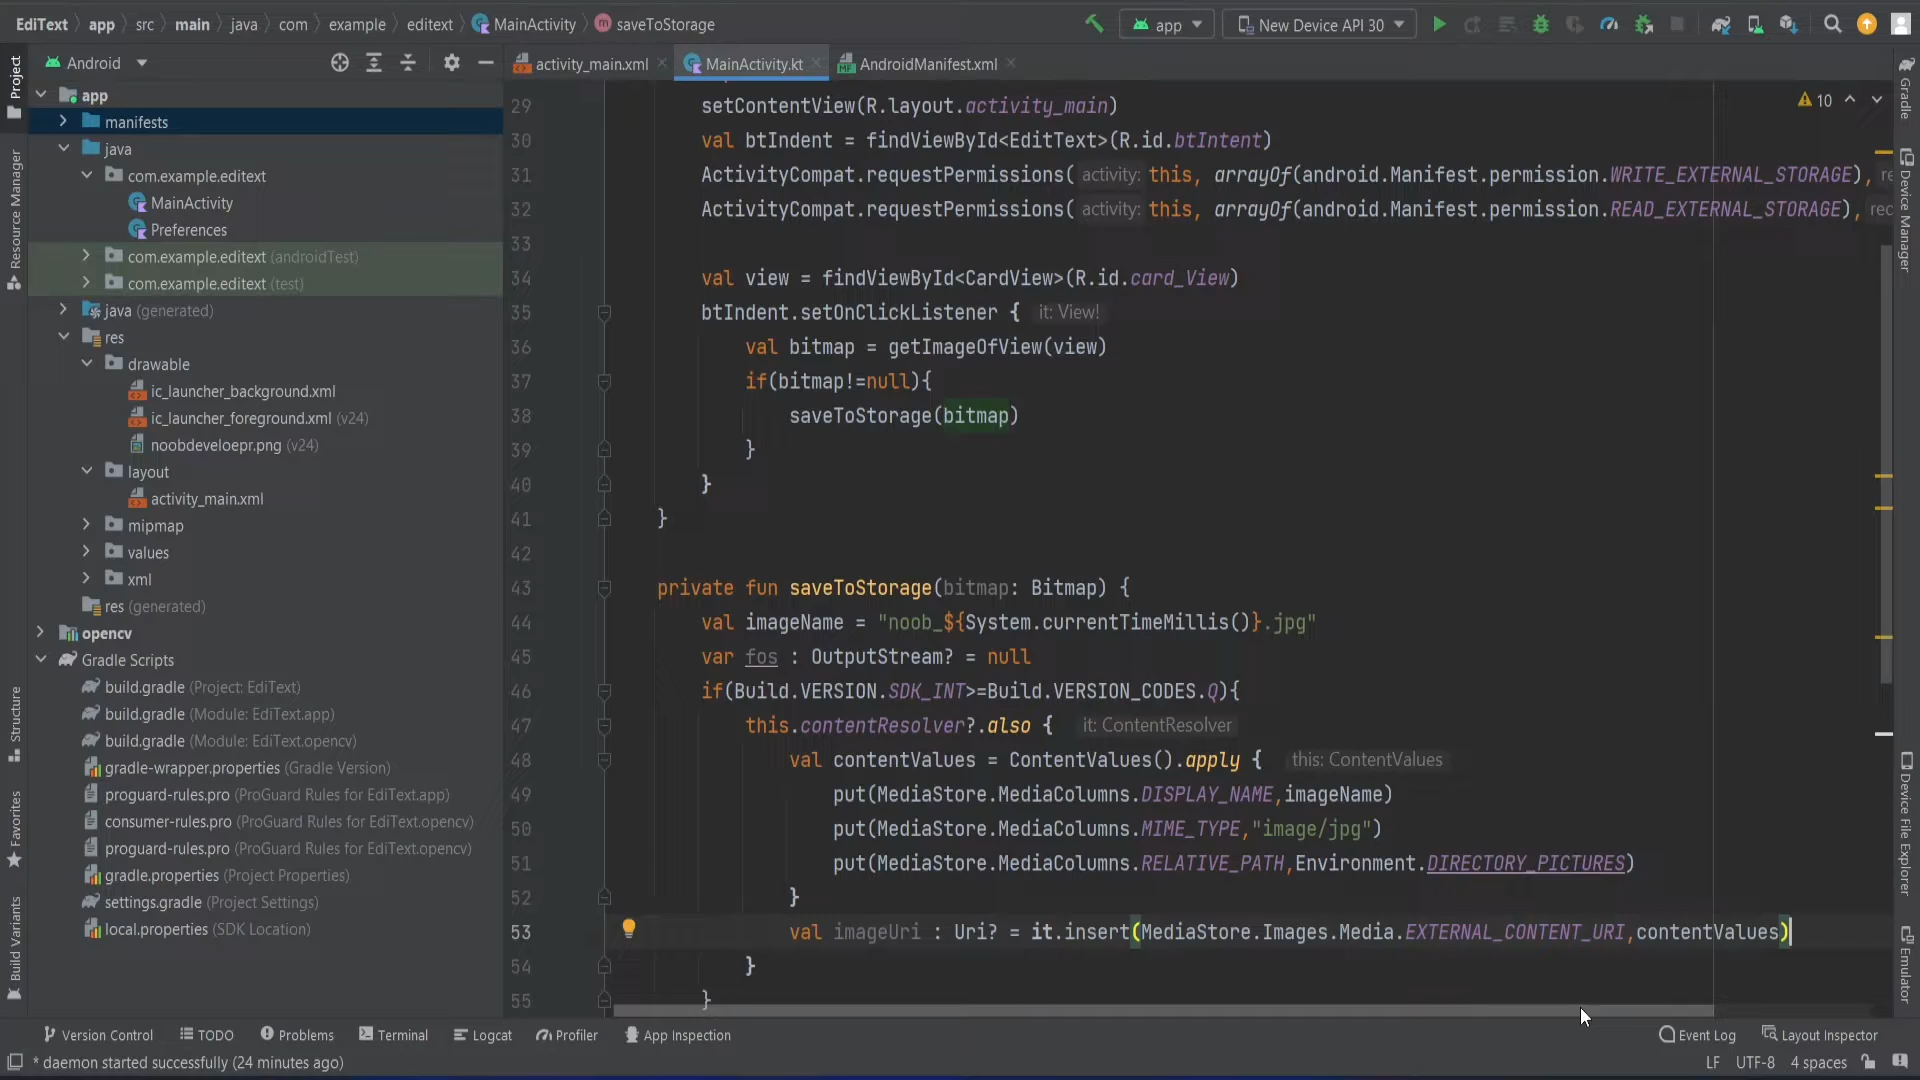 EdiText app src main java com example editext MainActivity saveToStorage
app
New Device API 30
Android
activity_main.xml
MainActivity.kt
AndroidManifest.xml
Project
Resource Manager
Structure
Favorites
Build Variants
app
manifests
java
com.example.editext
MainActivity
Preferences
com.example.editext (androidTest)
com.example.editext (test)
java (generated)
res
drawable
ic_launcher_background.xml
ic_launcher_foreground.xml (v24)
noobdeveloepr.png (v24)
layout
activity_main.xml
mipmap
values
xml
res (generated)
opencv
Gradle Scripts
build.gradle (Project: EdiText)
build.gradle (Module: EdiText.app)
build.gradle (Module: EdiText.opencv)
gradle-wrapper.properties (Gradle Version)
proguard-rules.pro (ProGuard Rules for EdiText.app)
consumer-rules.pro (ProGuard Rules for EdiText.opencv)
proguard-rules.pro (ProGuard Rules for EdiText.opencv)
gradle.properties (Project Properties)
settings.gradle (Project Settings)
local.properties (SDK Location)
10
29 setContentView(R.layout.activity_main)
30 val btIndent = findViewById<EditText>(R.id.btIntent)
31 ActivityCompat.requestPermissions( activity: this, arrayOf(android.Manifest.permission.WRITE_EXTERNAL_STORAGE), re
32 ActivityCompat.requestPermissions( activity: this, arrayOf(android.Manifest.permission.READ_EXTERNAL_STORAGE), rec
33
34 val view = findViewById<CardView>(R.id.card_View)
35 btIndent.setOnClickListener { it: View!
36 val bitmap = getImageOfView(view)
37 if(bitmap!=null){
38 saveToStorage(bitmap)
39 }
40 }
41 }
42
43 private fun saveToStorage(bitmap: Bitmap) {
44 val imageName = "noob_${System.currentTimeMillis()}.jpg"
45 var fos : OutputStream? = null
46 if(Build.VERSION.SDK_INT>=Build.VERSION_CODES.Q){
47 this.contentResolver?.also { it: ContentResolver
48 val contentValues = ContentValues().apply { this: ContentValues
49 put(MediaStore.MediaColumns.DISPLAY_NAME,imageName)
50 put(MediaStore.MediaColumns.MIME_TYPE,"image/jpg")
51 put(MediaStore.MediaColumns.RELATIVE_PATH,Environment.DIRECTORY_PICTURES)
52 }
53 val imageUri : Uri? = it.insert(MediaStore.Images.Media.EXTERNAL_CONTENT_URI,contentValues)
54 }
55 }
Gradle
Device Manager
Device File Explorer
Emulator
Version Control
TODO
Problems
Terminal
Logcat
Profiler
App Inspection
Event Log
Layout Inspector
* daemon started successfully (24 minutes ago)
LF UTF-8 4 spaces